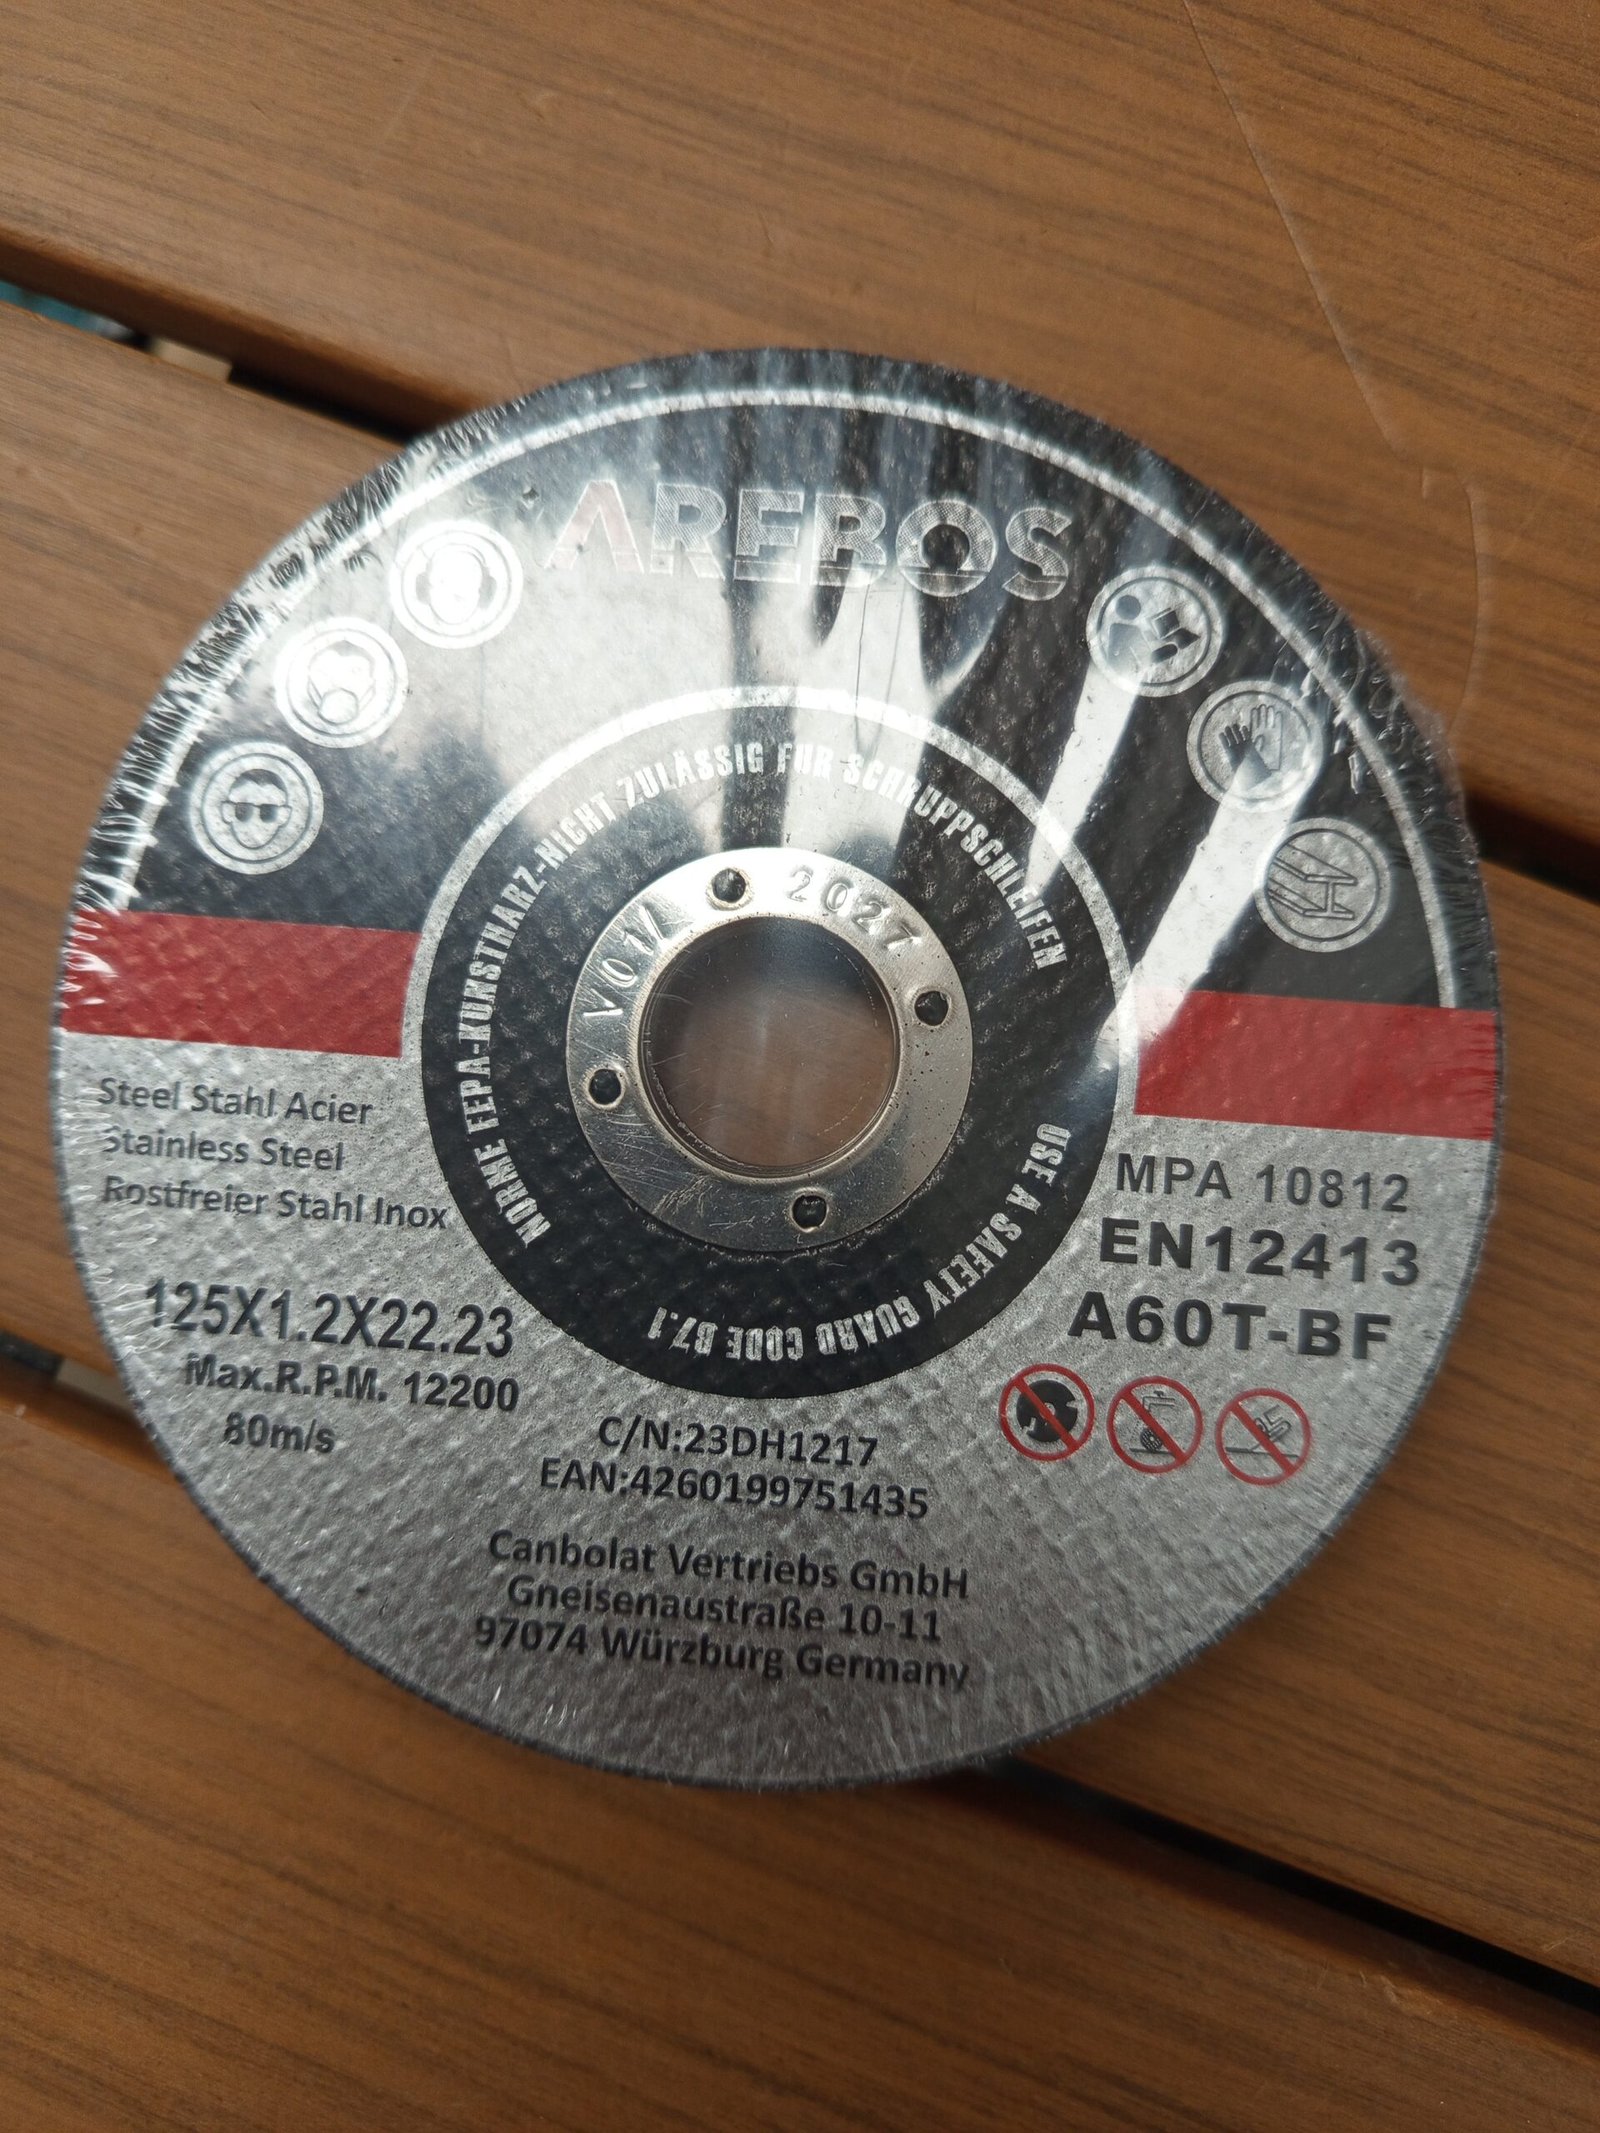 AREBOS
NORME FEPA-KUNSTHARZ-NICHT ZULÄSSIG FÜR SCHRUPPSCHLEIFEN
USE A SAFETY GUARD CODE B7.1
V01/ 2027
Steel Stahl Acier
Stainless Steel
Rostfreier Stahl Inox
125X1.2X22.23
Max.R.P.M. 12200
80m/s
MPA 10812
EN12413
A60T-BF
C/N:23DH1217
EAN:4260199751435
Canbolat Vertriebs GmbH
Gneisenaustraße 10-11
97074 Würzburg Germany